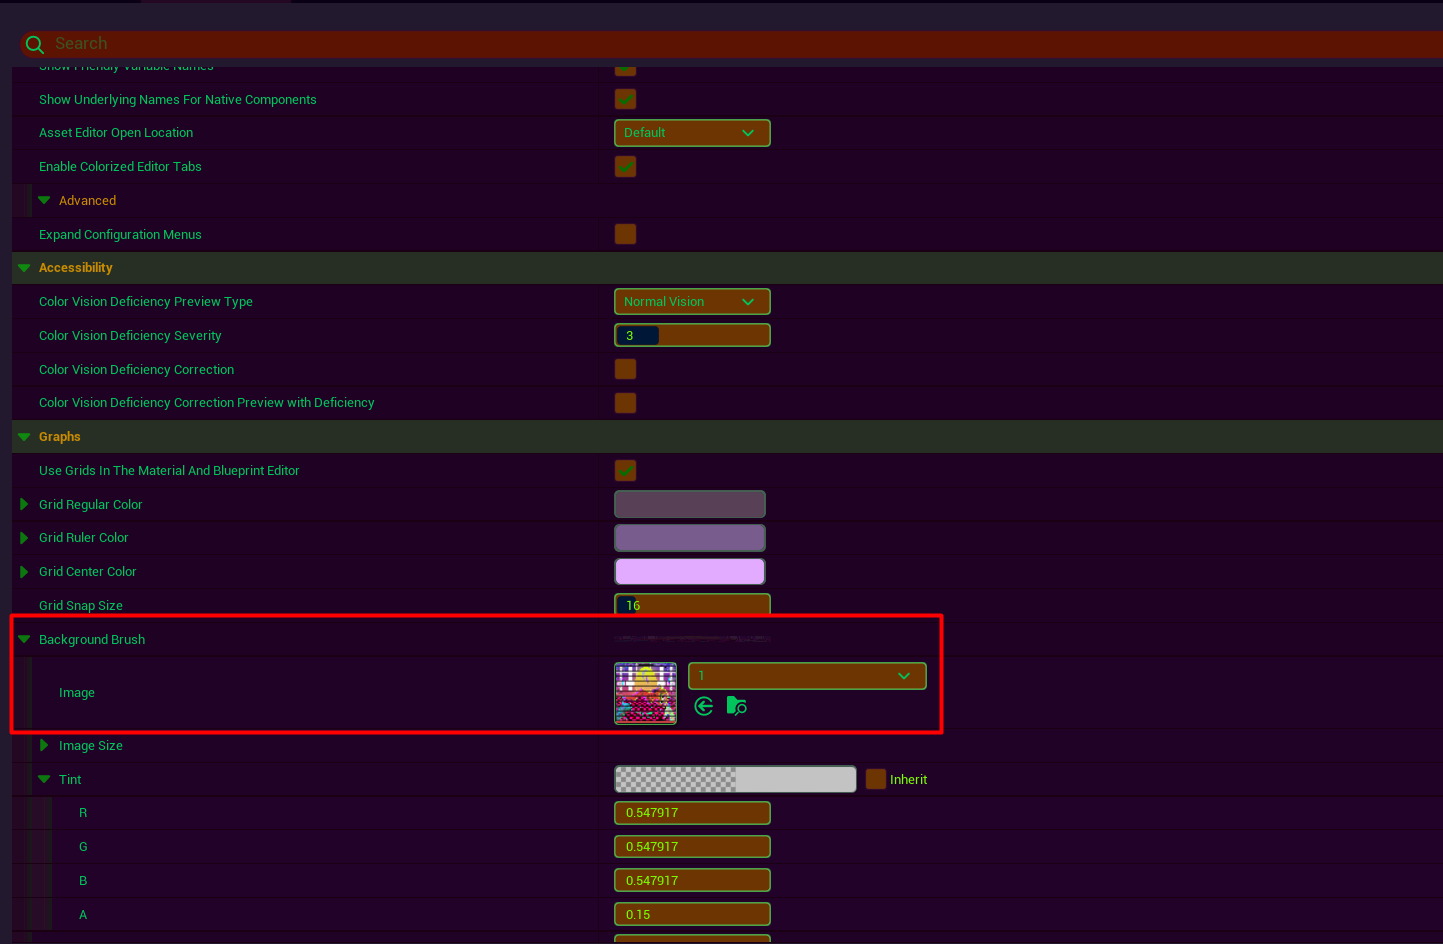 Search
Show Friendly Variable Names
Show Underlying Names For Native Components
Asset Editor Open Location
Default
Enable Colorized Editor Tabs
Advanced
Expand Configuration Menus
Accessibility
Color Vision Deficiency Preview Type
Normal Vision
Color Vision Deficiency Severity
3
Color Vision Deficiency Correction
Color Vision Deficiency Correction Preview with Deficiency
Graphs
Use Grids In The Material And Blueprint Editor
Grid Regular Color
Grid Ruler Color
Grid Center Color
Grid Snap Size
16
Background Brush
Image
1
Image Size
Tint
Inherit
R
0.547917
G
0.547917
B
0.547917
A
0.15